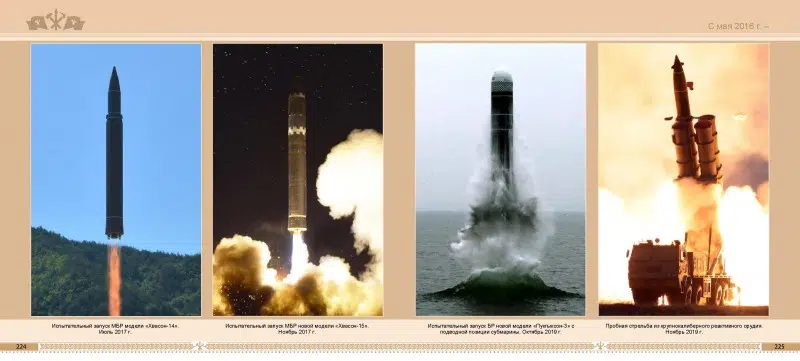 С мая 2016 г. –
Испытательный запуск МБР модели «Хвасон-14».
Июль 2017 г.
Испытательный запуск МБР новой модели «Хвасон-15».
Ноябрь 2017 г.
Испытательный запуск БР новой модели «Пуккыксон-3» с
подводной позиции субмарины. Октябрь 2019 г.
Пробная стрельба из крупнокалиберного реактивного орудия.
Ноябрь 2019 г.
224
225